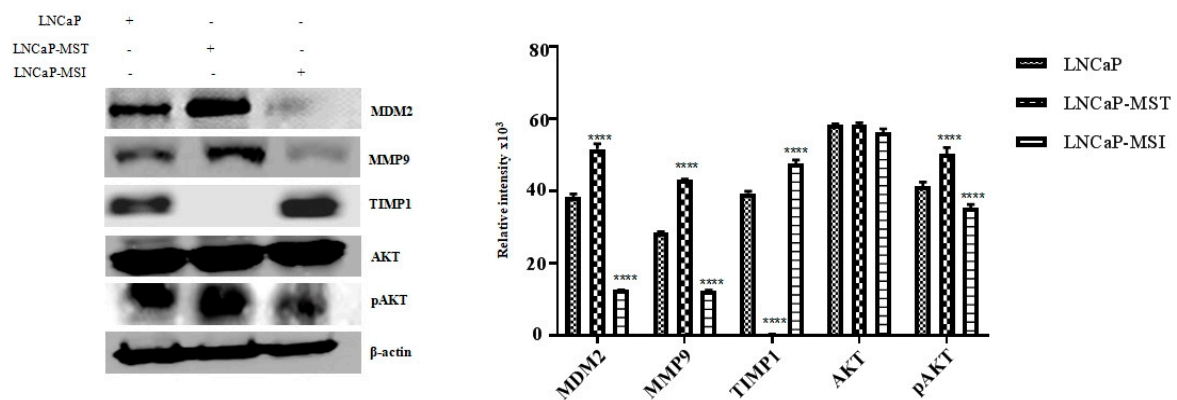 LNCaP + - -
LNCaP-MST - + -
LNCaP-MSI - - +
MDM2
MMP9
TIMP1
AKT
pAKT
β-actin
Relative intensity x10³
80
60
40
20
0
**** **** **** **** **** **** **** ****
MDM2 MMP9 TIMP1 AKT pAKT
LNCaP
LNCaP-MST
LNCaP-MSI